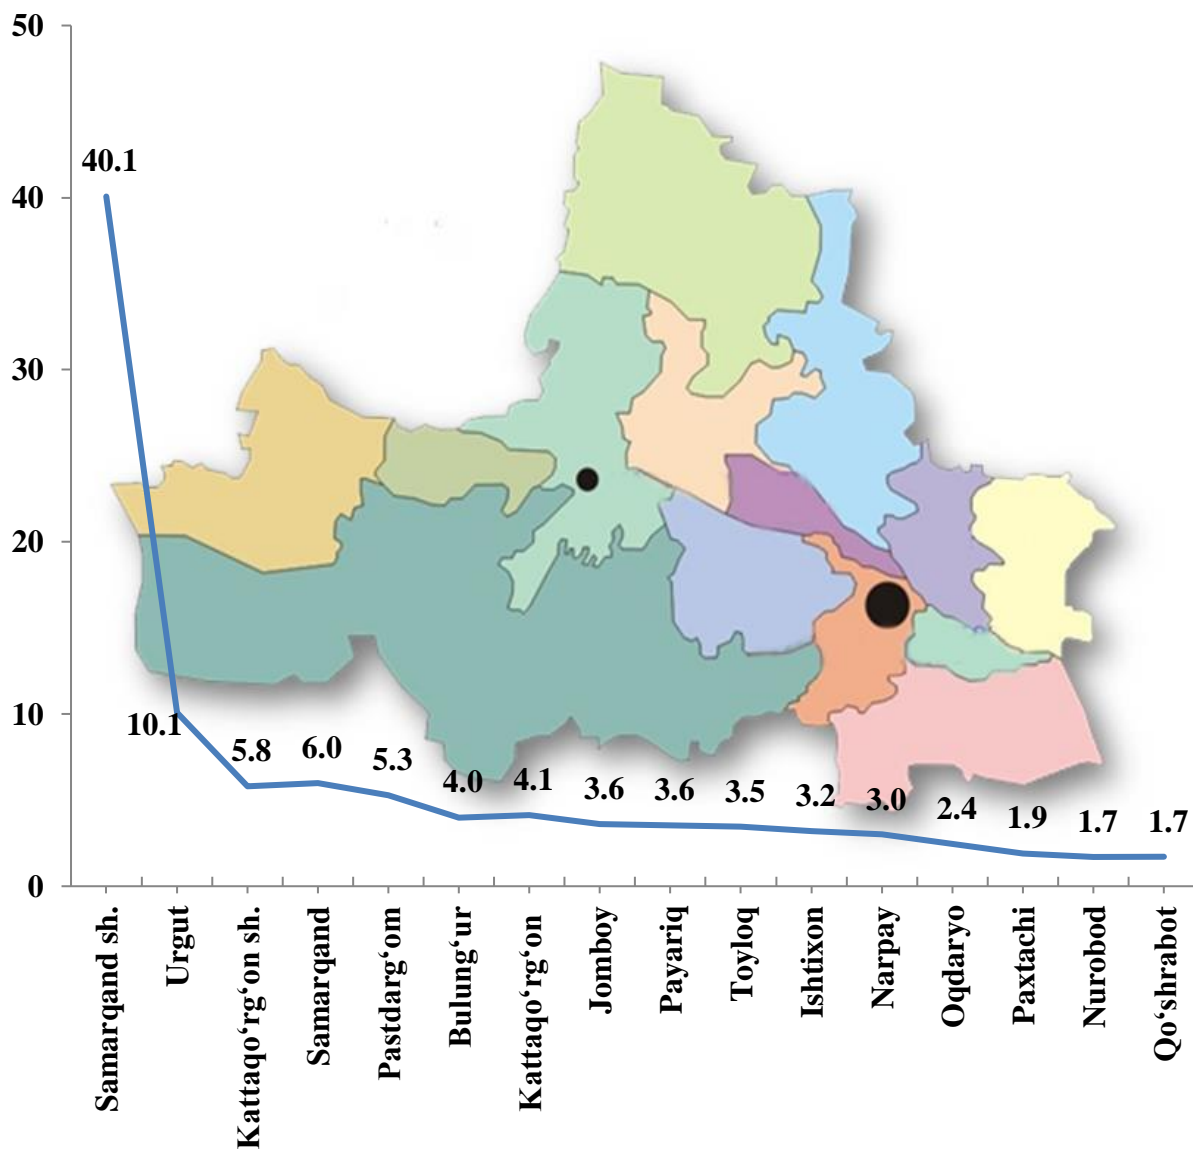 50
40
30
20
10
0
40.1
10.1
5.8
6.0
5.3
4.0
4.1
3.6
3.6
3.5
3.2
3.0
2.4
1.9
1.7
1.7
Samarqand sh.
Urgut
Kattaqo‘rg‘on sh.
Samarqand
Pastdarg‘om
Bulung‘ur
Kattaqo‘rg‘on
Jomboy
Payariq
Toyloq
Ishtixon
Narpay
Oqdaryo
Paxtachi
Nurobod
Qo‘shrabot